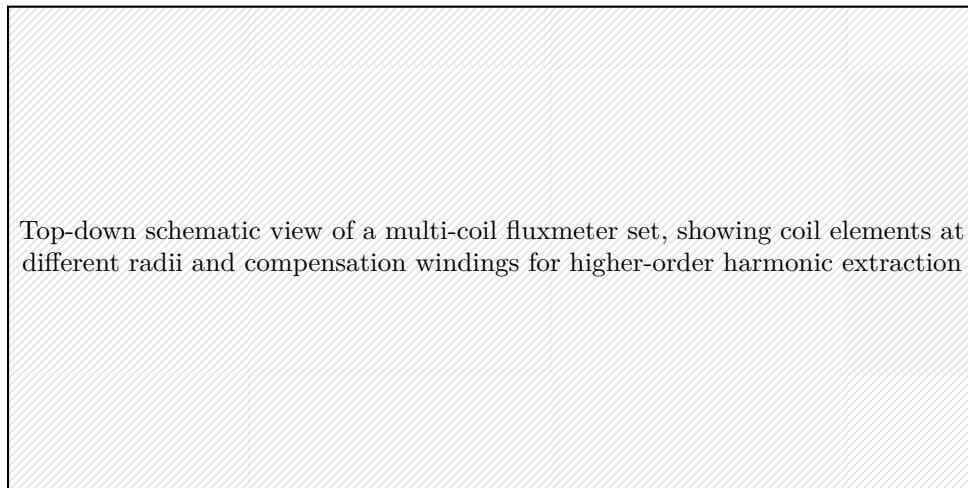 Top-down schematic view of a multi-coil fluxmeter set, showing coil elements at
different radii and compensation windings for higher-order harmonic extraction